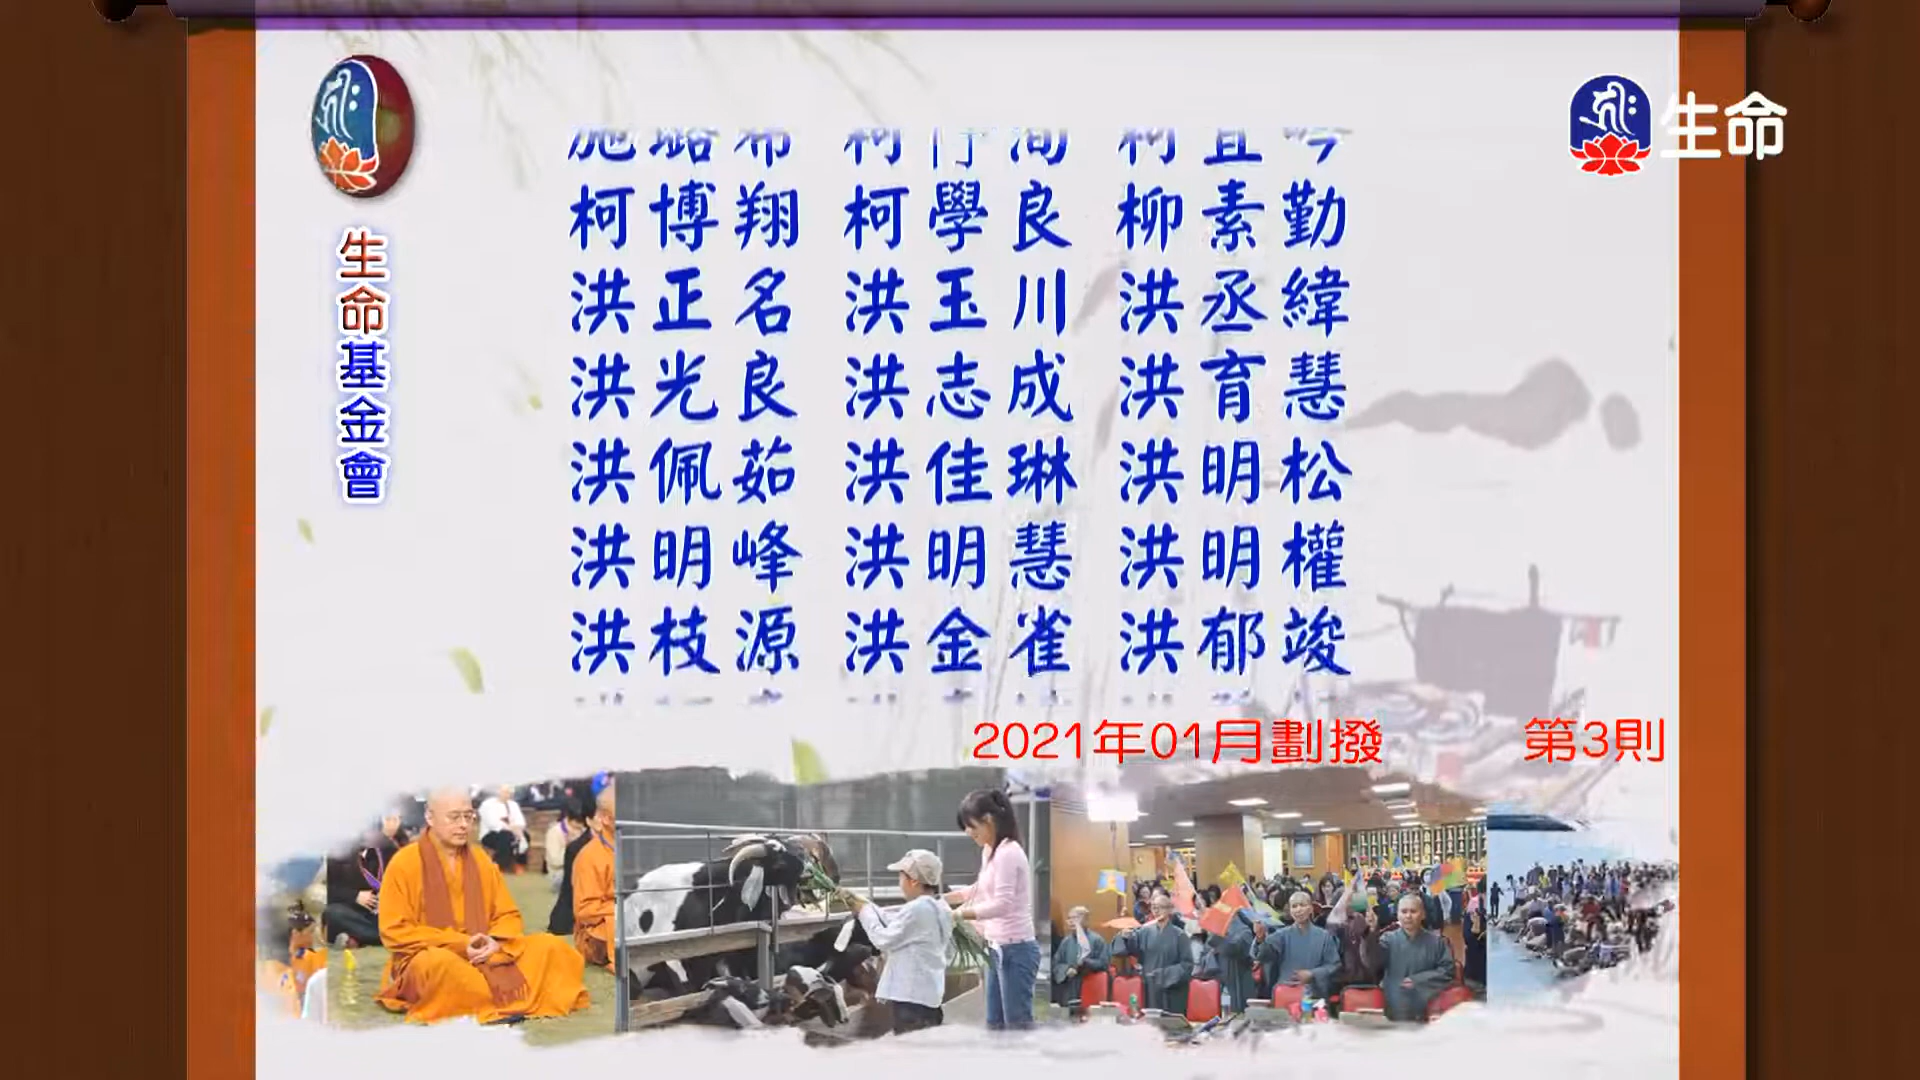 生命
生命基金會
柯博翔 柯學良 柳素勤
洪正名 洪玉川 洪丞緯
洪光良 洪志成 洪育慧
洪佩茹 洪佳琳 洪明松
洪明峰 洪明慧 洪明權
洪枝源 洪金雀 洪郁竣
2021年01月劃撥 第3則